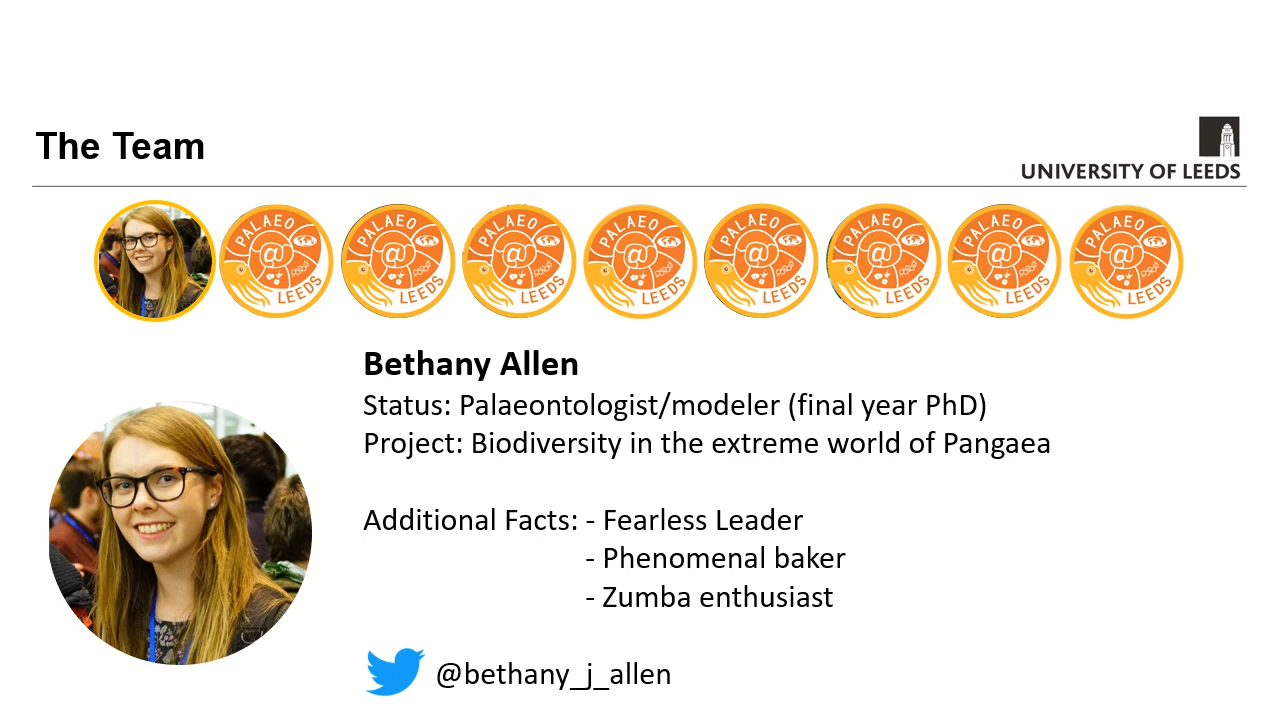 The Team
UNIVERSITY OF LEEDS
PALAEO @ LEEDS
PALAEO @ LEEDS
PALAEO @ LEEDS
PALAEO @ LEEDS
PALAEO @ LEEDS
PALAEO @ LEEDS
PALAEO @ LEEDS
PALAEO @ LEEDS
Bethany Allen
Status: Palaeontologist/modeler (final year PhD)
Project: Biodiversity in the extreme world of Pangaea
Additional Facts: - Fearless Leader
- Phenomenal baker
- Zumba enthusiast
@bethany_j_allen